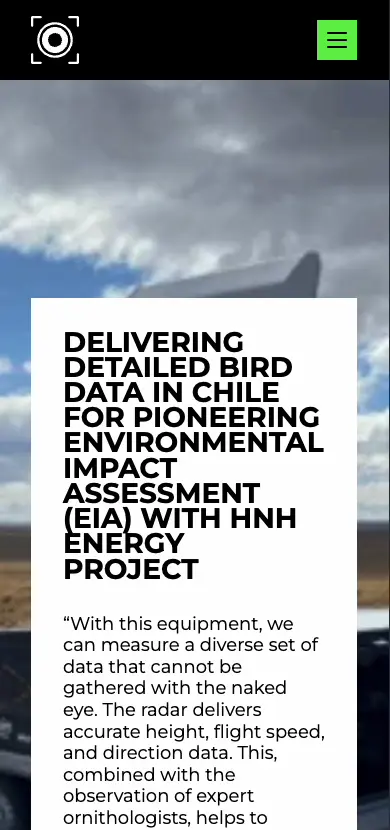 DELIVERING
DETAILED BIRD
DATA IN CHILE
FOR PIONEERING
ENVIRONMENTAL
IMPACT
ASSESSMENT
(EIA) WITH HNH
ENERGY
PROJECT
“With this equipment, we
can measure a diverse set of
data that cannot be
gathered with the naked
eye. The radar delivers
accurate height, flight speed,
and direction data. This,
combined with the
observation of expert
ornithologists, helps to